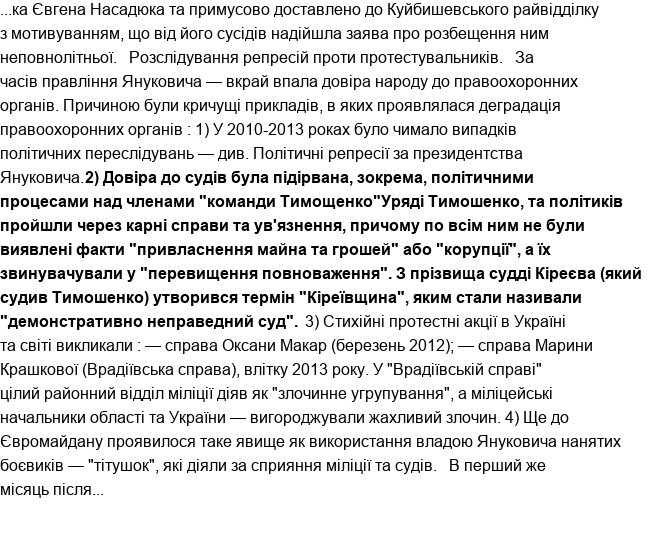 ...ка Євгена Насадюка та примусово доставлено до Куйбишевського райвідділку
з мотивуванням, що від його сусідів надійшла заява про розбещення ним
неповнолітньої.   Розслідування репресій проти протестувальників.   За
часів правління Януковича — вкрай впала довіра народу до правоохоронних
органів. Причиною були кричущі прикладів, в яких проявлялася деградація
правоохоронних органів : 1) У 2010-2013 роках було чимало випадків
політичних переслідувань — див. Політичні репресії за президентства
Януковича.2) Довіра до судів була підірвана, зокрема, політичними
процесами над членами "команди Тимощенко"Уряді Тимошенко, та політиків
пройшли через карні справи та ув'язнення, причому по всім ним не були
виявлені факти "привласнення майна та грошей" або "корупції", а їх
звинувачували у "перевищення повноваження". З прізвища судді Кіреєва (який
судив Тимошенко) утворився термін "Кіреївщина", яким стали називали
"демонстративно неправедний суд".  3) Стихійні протестні акції в Україні
та світі викликали : — справа Оксани Макар (березень 2012); — справа Марини
Крашкової (Врадіївська справа), влітку 2013 року. У "Врадіївській справі"
цілий районний відділ міліції діяв як "злочинне угрупування", а міліцейські
начальники області та України — вигороджували жахливий злочин. 4) Ще до
Євромайдану проявилося таке явище як використання владою Януковича нанятих
боєвиків — "тітушок", які діяли за сприяння міліції та судів.   В перший же
місяць після...